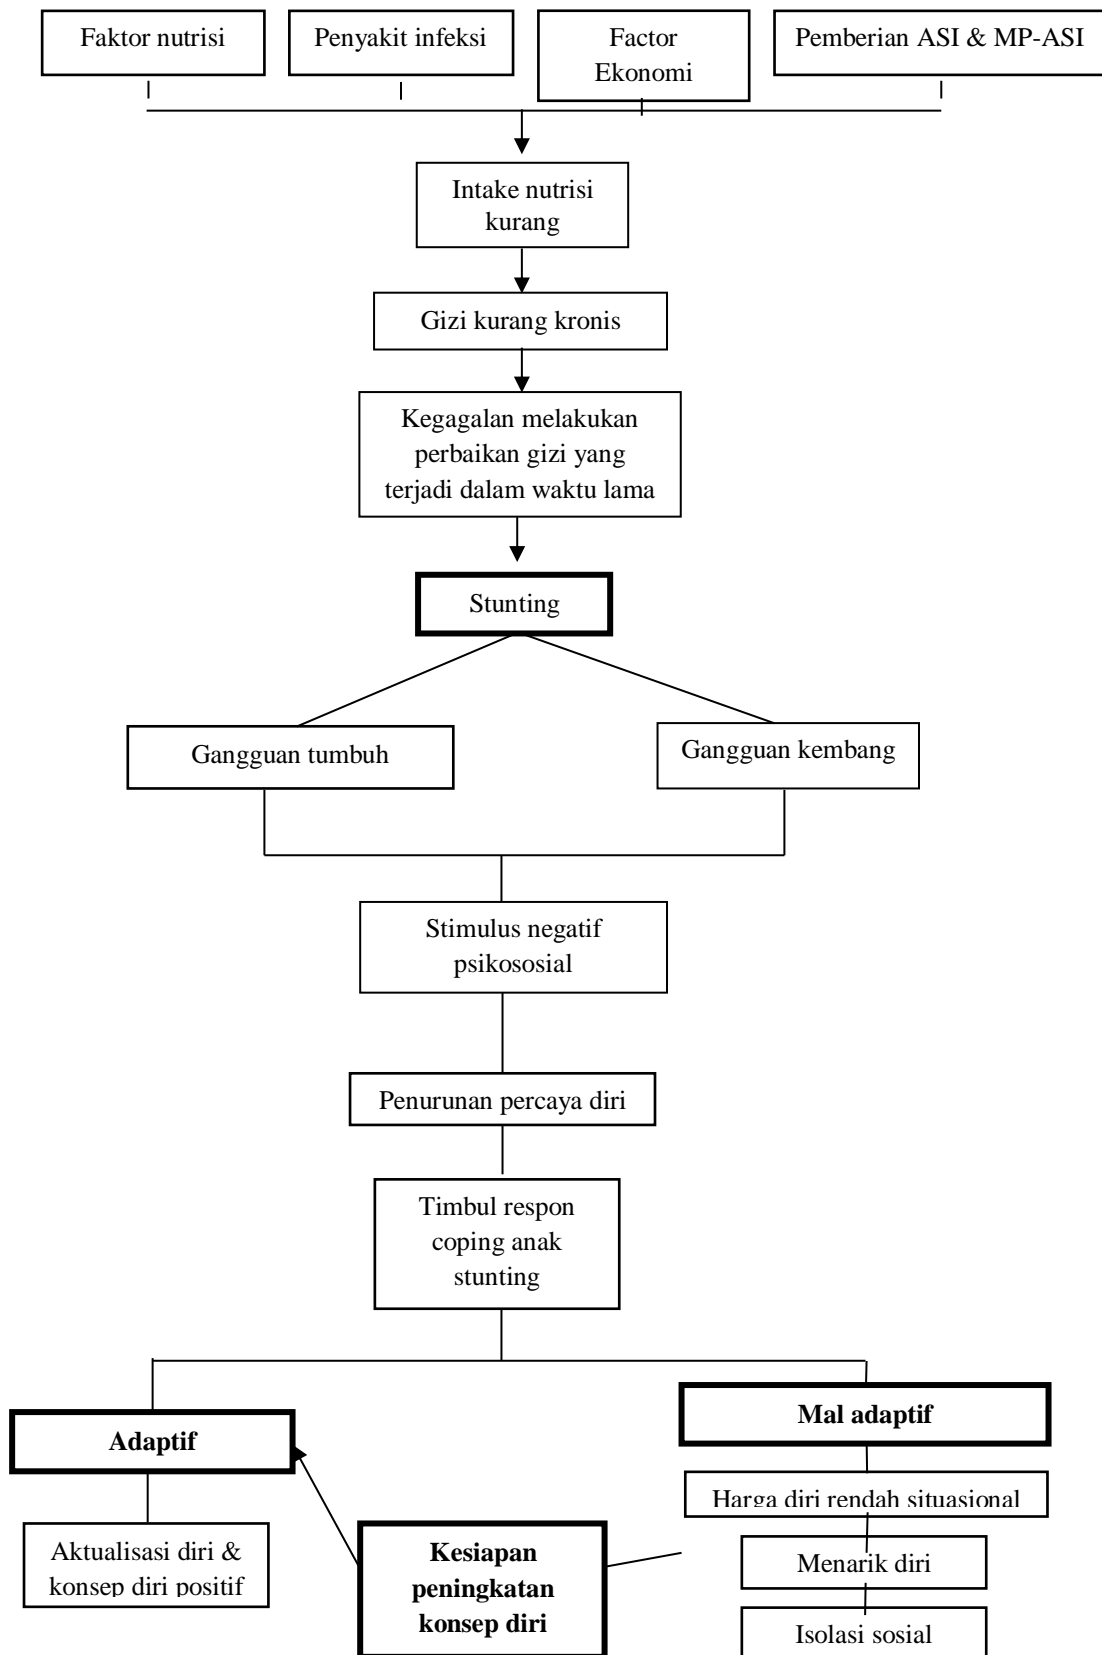 Faktor nutrisi
Penyakit infeksi
Factor
Ekonomi
Pemberian ASI & MP-ASI
Intake nutrisi
kurang
Gizi kurang kronis
Kegagalan melakukan
perbaikan gizi yang
terjadi dalam waktu lama
Stunting
Gangguan tumbuh
Gangguan kembang
Stimulus negatif
psikososial
Penurunan percaya diri
Timbul respon
coping anak
stunting
Adaptif
Mal adaptif
Aktualisasi diri &
konsep diri positif
Kesiapan
peningkatan
konsep diri
Harga diri rendah situasional
Menarik diri
Isolasi sosial